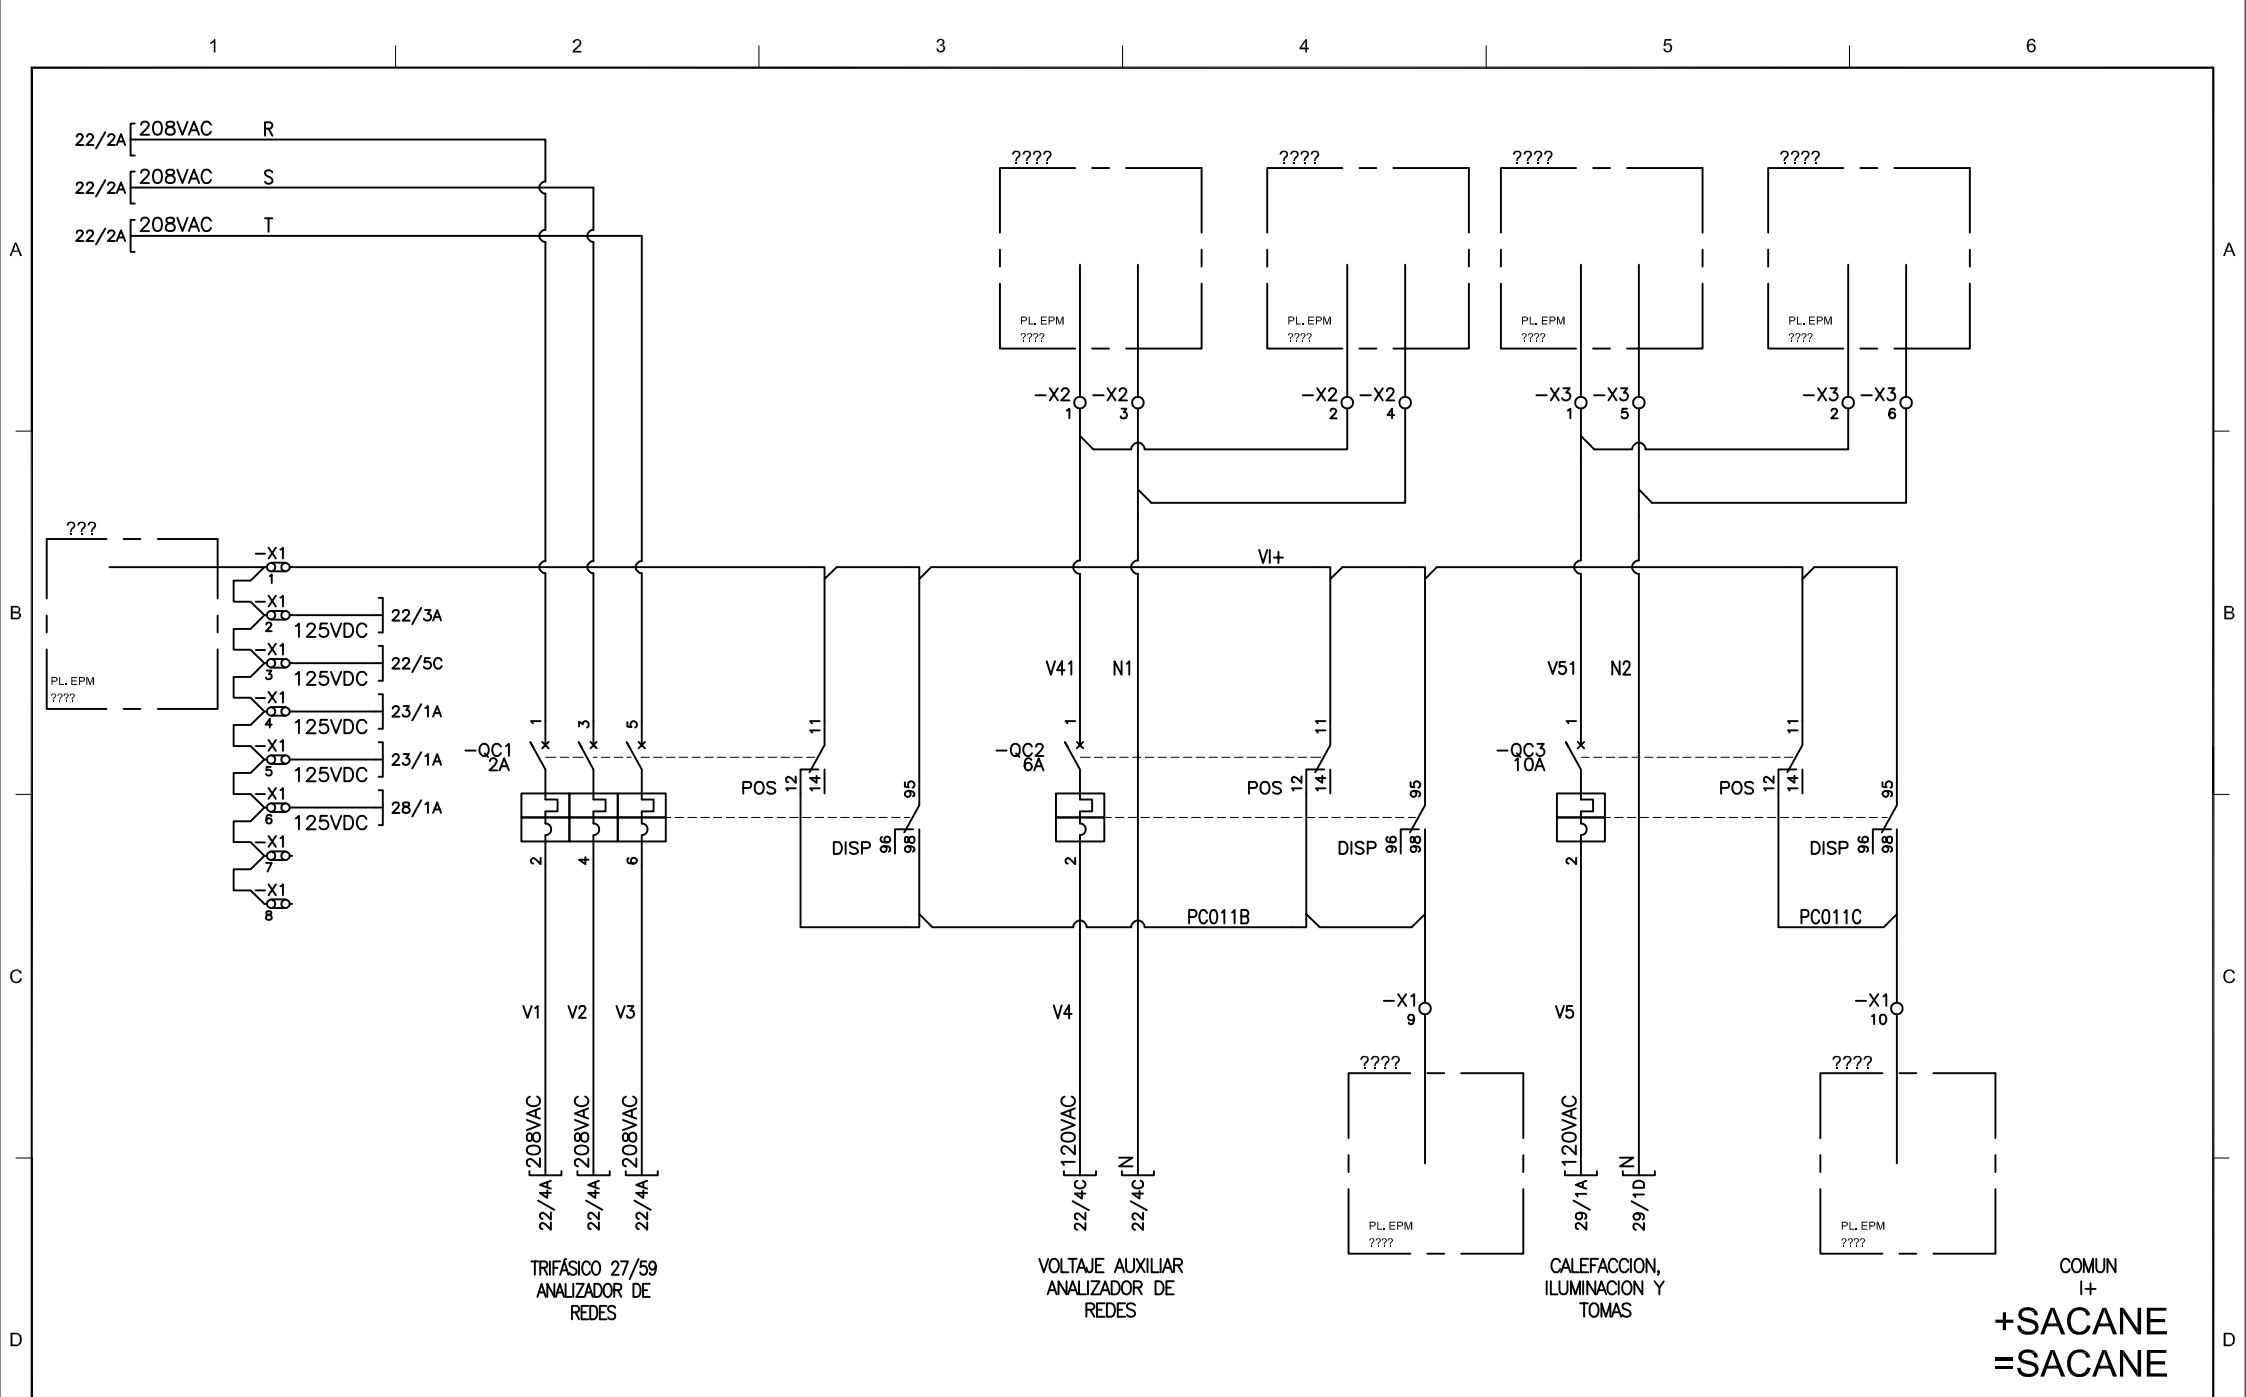 1 2 3 4 5 6
A
B
C
D
A
B
C
D
22/2A 208VAC R
22/2A 208VAC S
22/2A 208VAC T
????
PL. EPM
????
????
PL. EPM
????
????
PL. EPM
????
????
PL. EPM
????
-X2 1
-X2 3
-X2 2
-X2 4
-X3 1
-X3 5
-X3 2
-X3 6
???
PL. EPM
????
-X1 1
-X1 2 125VDC 22/3A
-X1 3 125VDC 22/5C
-X1 4 125VDC 23/1A
-X1 5 125VDC 23/1A
-X1 6 125VDC 28/1A
-X1 7
-X1 8
VI+
V41 N1
V51 N2
-QC1
2A
1 3 5
2 4 6
11
POS 12 14
95
DISP 96 98
-QC2
6A
1
2
11
POS 12 14
95
DISP 96 98
-QC3
10A
1
2
11
POS 12 14
95
DISP 96 98
PC011B
PC011C
V1 V2 V3
V4
V5
-X1 9
-X1 10
????
PL. EPM
????
????
PL. EPM
????
208VAC 208VAC 208VAC
22/4A 22/4A 22/4A
120VAC N
22/4C 22/4C
120VAC N
29/1A 29/1D
TRIFÁSICO 27/59
ANALIZADOR DE
REDES
VOLTAJE AUXILIAR
ANALIZADOR DE
REDES
CALEFACCION,
ILUMINACION Y
TOMAS
COMUN
I+
+SACANE
=SACANE